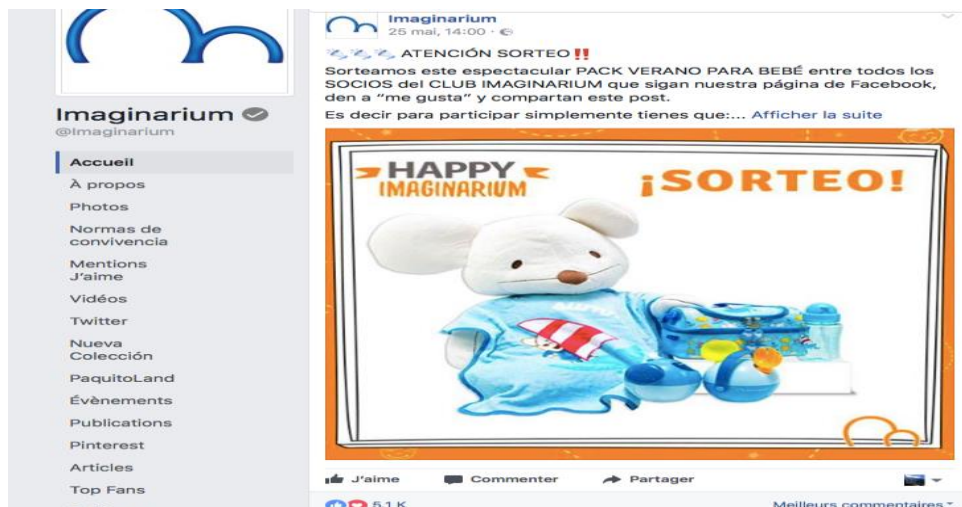 Imaginarium
@Imaginarium
Accueil
À propos
Photos
Normas de
convivencia
Mentions
J'aime
Vidéos
Twitter
Nueva
Colección
PaquitoLand
Évènements
Publications
Pinterest
Articles
Top Fans
Imaginarium
25 mai, 14:00
ATENCIÓN SORTEO‼
Sorteamos este espectacular PACK VERANO PARA BEBÉ entre todos los
SOCIOS del CLUB IMAGINARIUM que sigan nuestra página de Facebook,
den a “me gusta” y compartan este post.
Es decir para participar simplemente tienes que:... Afficher la suite
HAPPY
IMAGINARIUM
¡SORTEO!
J'aime Commenter Partager
5,1 K Meilleurs commentaires